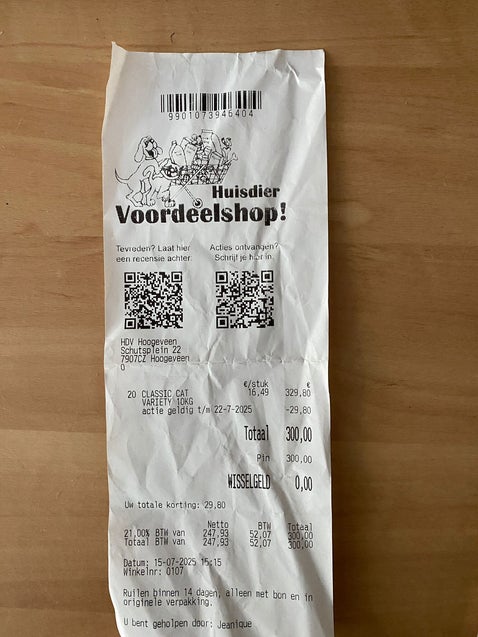 9901073946404
Huisdier
Voordeelshop!
Tevreden? Laat hier
een recensie achter.
Acties ontvangen?
Schrijf je hier in.
HDV Hoogeveen
Schutsplein 22
7907CZ Hoogeveen
0
€/stuk €
20 CLASSIC CAT 16,49 329,80
VARIETY 10KG
actie geldig t/m 22-7-2025 -29,80
Totaal 300,00
Pin 300,00
WISSELGELD 0,00
Uw totale korting: 29,80
Netto BTW Totaal
21,00% BTW van 247,93 52,07 300,00
Totaal BTW van 247,93 52,07 300,00
Datum: 15-07-2025 15:15
Winkelnr: 0107
Ruilen binnen 14 dagen, alleen met bon en in
originele verpakking.
U bent geholpen door: Jeanique